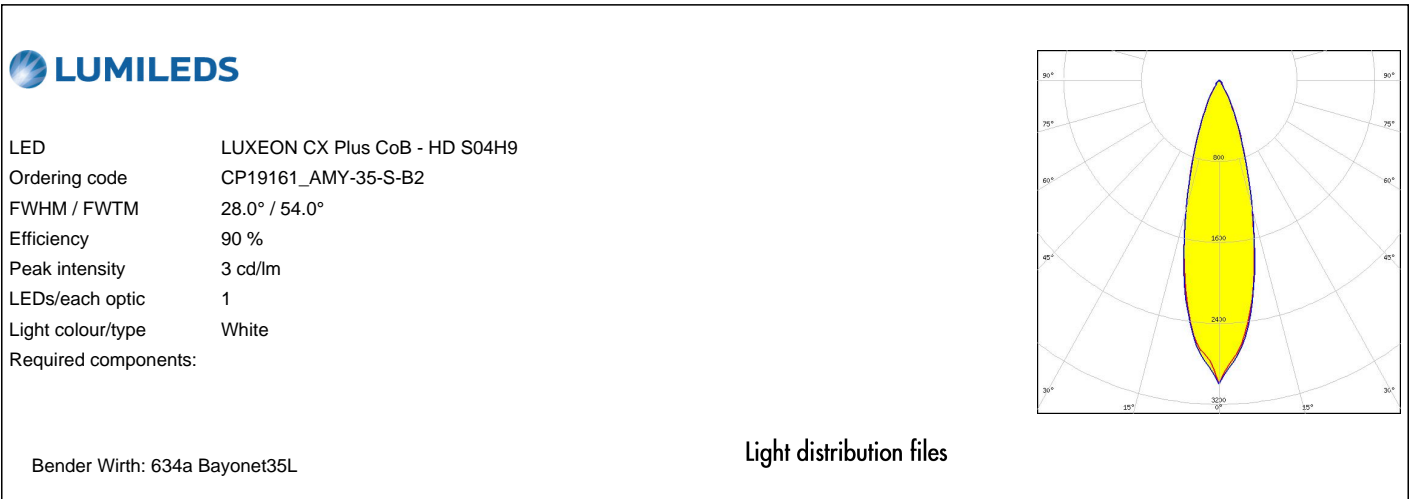 LUMILEDS
LED LUXEON CX Plus CoB - HD S04H9
Ordering code CP19161_AMY-35-S-B2
FWHM / FWTM 28.0° / 54.0°
Efficiency 90 %
Peak intensity 3 cd/lm
LEDs/each optic 1
Light colour/type White
Required components:
Bender Wirth: 634a Bayonet35L
Light distribution files
90° 90°
75° 75°
800
60° 60°
1600
45° 45°
2400
30° 30°
3200
15° 0° 15°